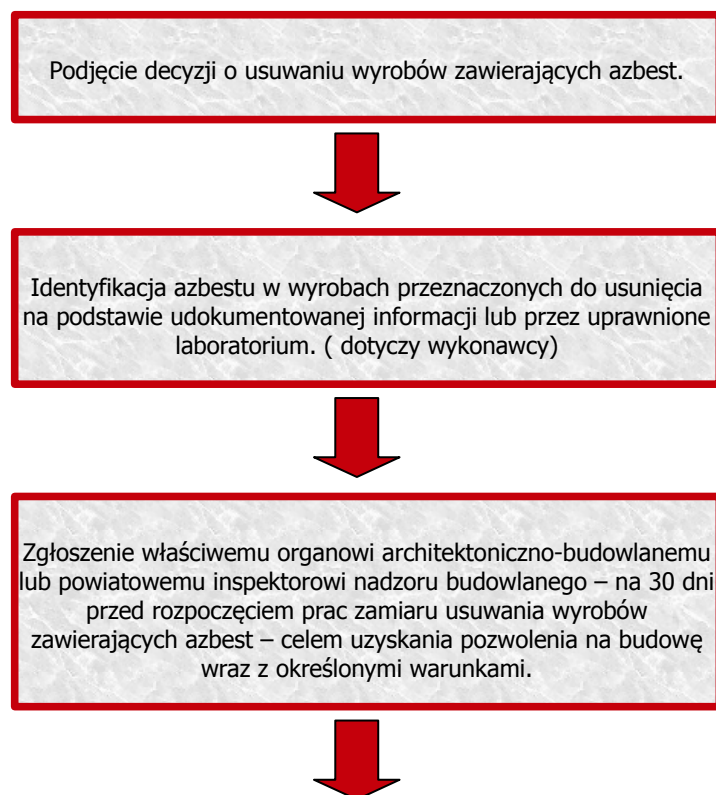 Podjęcie decyzji o usuwaniu wyrobów zawierających azbest.
Identyfikacja azbestu w wyrobach przeznaczonych do usunięcia
na podstawie udokumentowanej informacji lub przez uprawnione
laboratorium. ( dotyczy wykonawcy)
Zgłoszenie właściwemu organowi architektoniczno-budowlanemu
lub powiatowemu inspektorowi nadzoru budowlanego – na 30 dni
przed rozpoczęciem prac zamiaru usuwania wyrobów
zawierających azbest – celem uzyskania pozwolenia na budowę
wraz z określonymi warunkami.